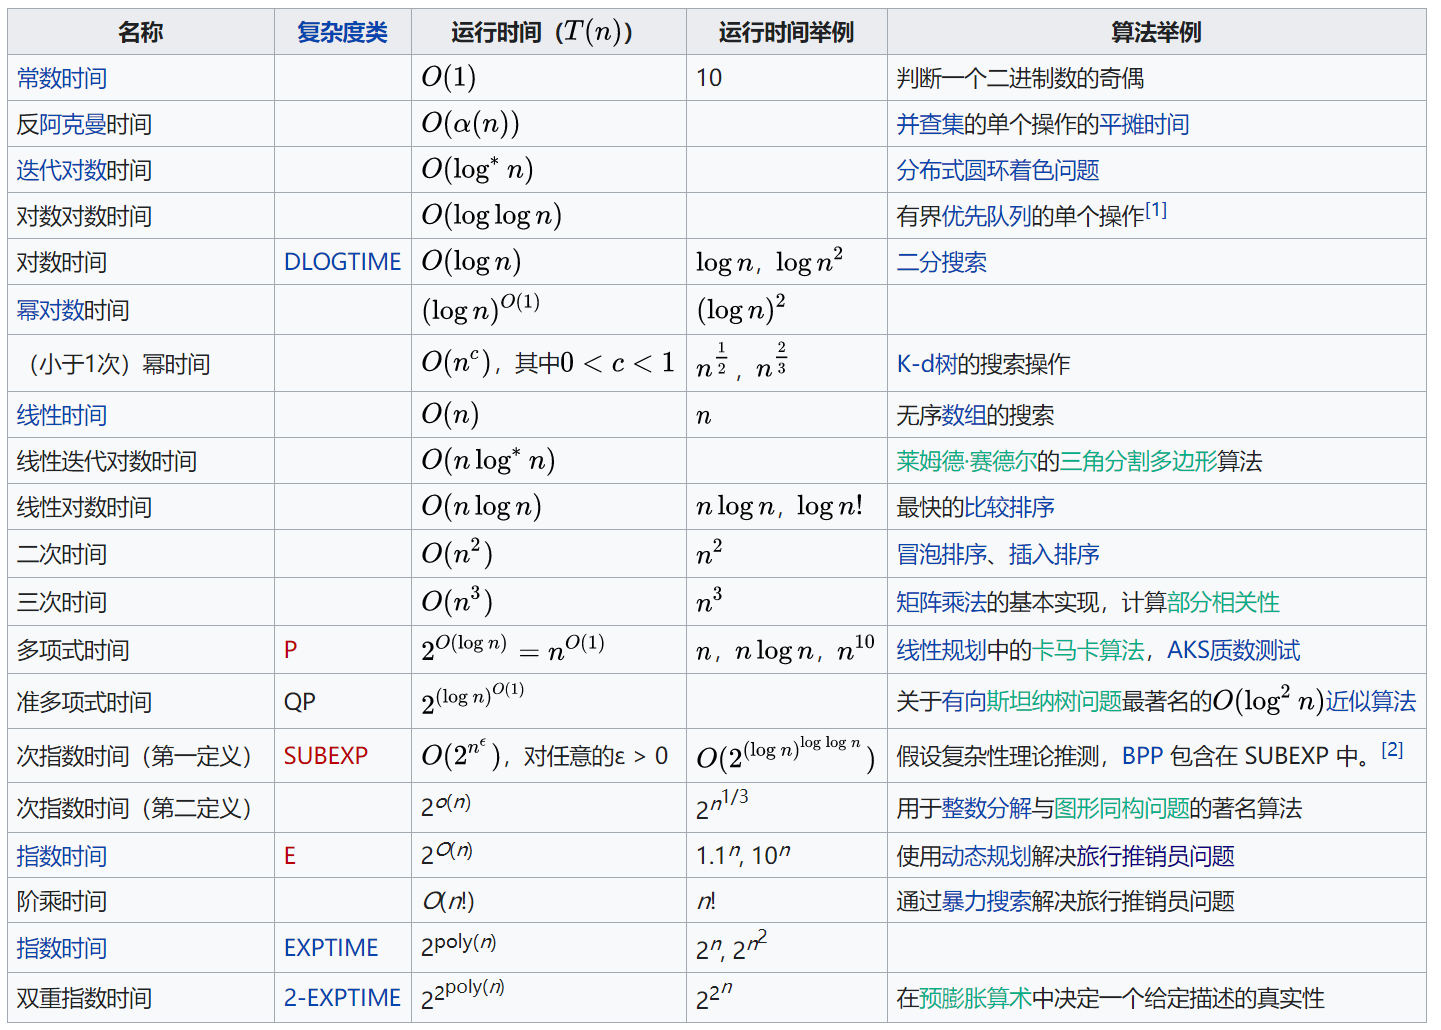 名称 复杂度类 运行时间（T(n)） 运行时间举例 算法举例
常数时间 O(1) 10 判断一个二进制数的奇偶
反阿克曼时间 O(α(n)) 并查集的单个操作的平摊时间
迭代对数时间 O(log* n) 分布式圆环着色问题
对数对数时间 O(log log n) 有界优先队列的单个操作[1]
对数时间 DLOGTIME O(log n) log n，log n² 二分搜索
幂对数时间 (log n)^O(1) (log n)²
（小于1次）幂时间 O(n^c)，其中0 < c < 1 n^(1/2)，n^(2/3) K-d树的搜索操作
线性时间 O(n) n 无序数组的搜索
线性迭代对数时间 O(n log* n) 莱姆德·赛德尔的三角分割多边形算法
线性对数时间 O(n log n) n log n，log n! 最快的比较排序
二次时间 O(n²) n² 冒泡排序、插入排序
三次时间 O(n³) n³ 矩阵乘法的基本实现，计算部分相关性
多项式时间 P 2^O(log n) = n^O(1) n，n log n，n^10 线性规划中的卡马卡算法，AKS质数测试
准多项式时间 QP 2^(log n)^O(1) 关于有向斯坦纳树问题最著名的O(log² n)近似算法
次指数时间（第一定义） SUBEXP O(2^n^ϵ)，对任意的ε > 0 O(2^(log n)^log log n) 假设复杂性理论推测，BPP 包含在 SUBEXP 中。[2]
次指数时间（第二定义） 2^o(n) 2^n^1/3 用于整数分解与图形同构问题的著名算法
指数时间 E 2^O(n) 1.1^n, 10^n 使用动态规划解决旅行推销员问题
阶乘时间 O(n!) n! 通过暴力搜索解决旅行推销员问题
指数时间 EXPTIME 2^poly(n) 2^n, 2^n^2 
双重指数时间 2-EXPTIME 2^2^poly(n) 2^2^n 在预膨胀算术中决定一个给定描述的真实性